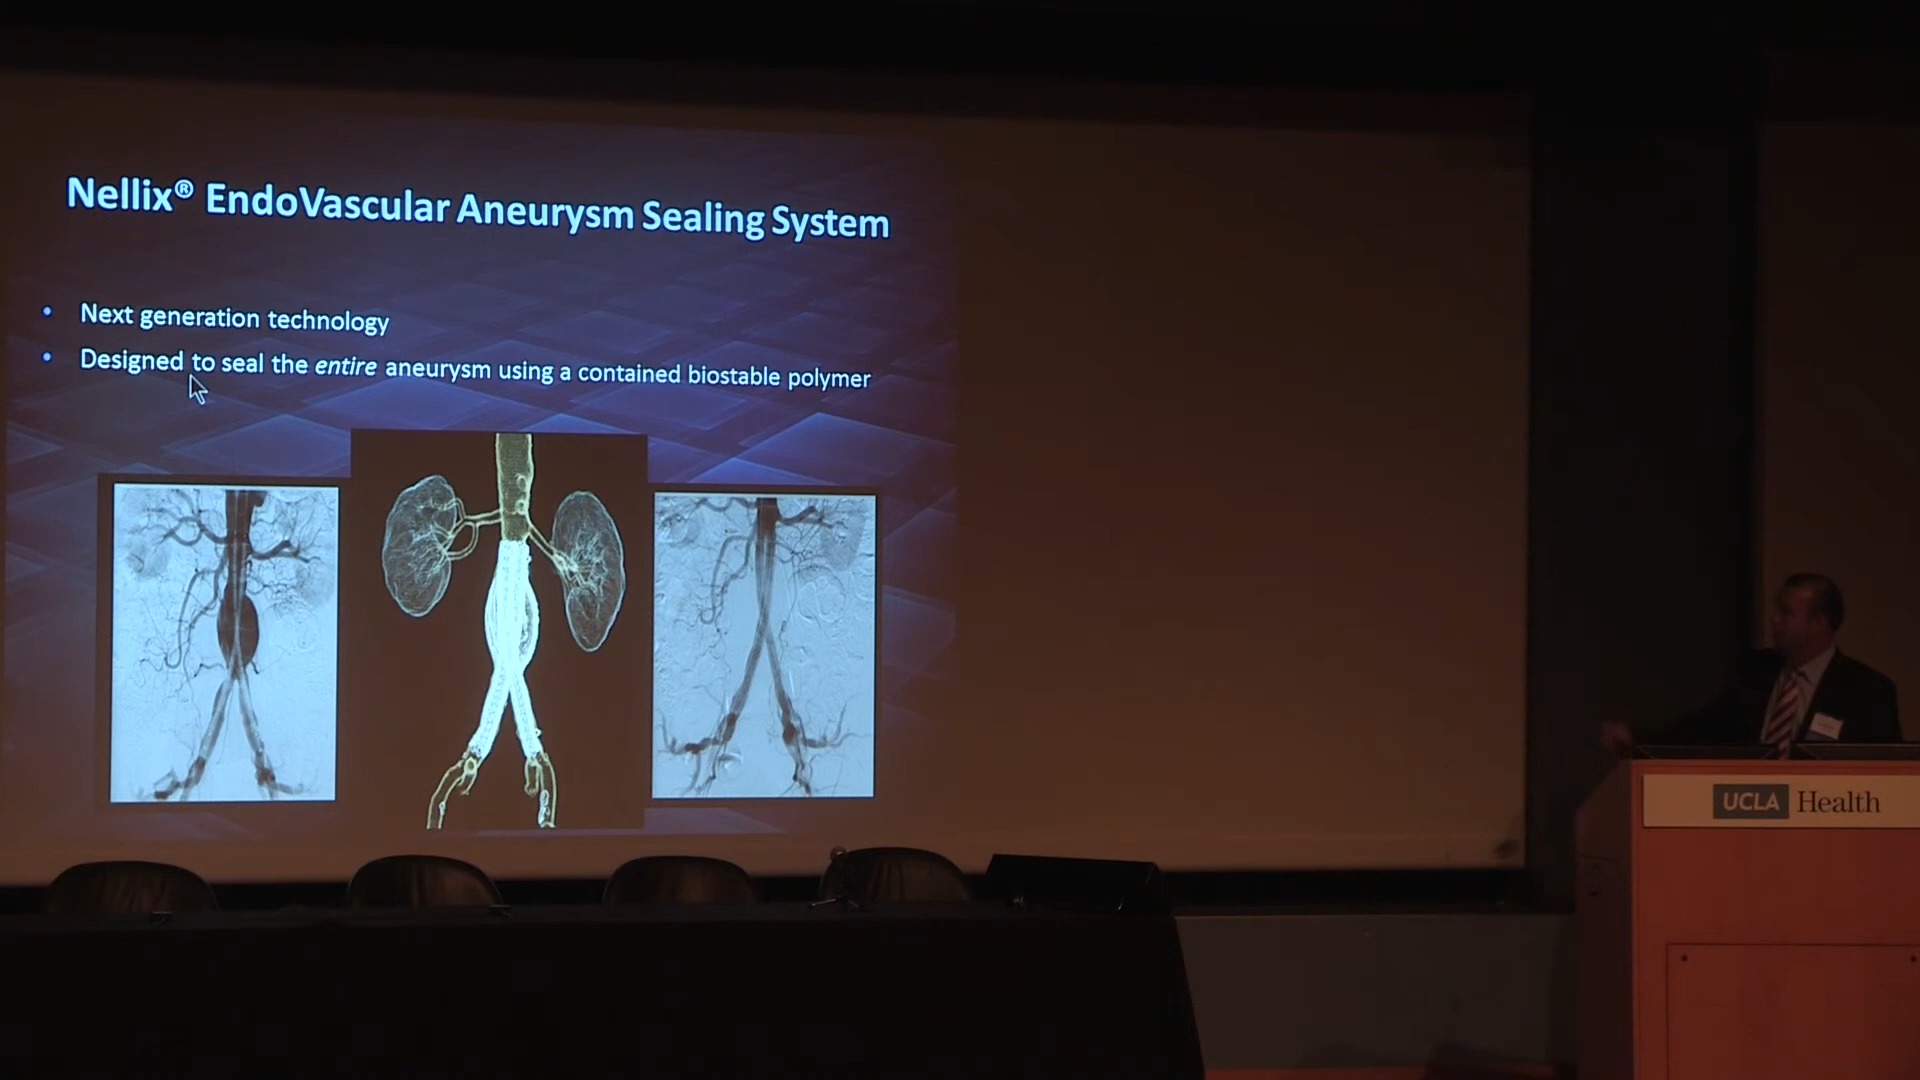 Nellix® EndoVascular Aneurysm Sealing System
• Next generation technology
• Designed to seal the entire aneurysm using a contained biostable polymer
UCLA Health